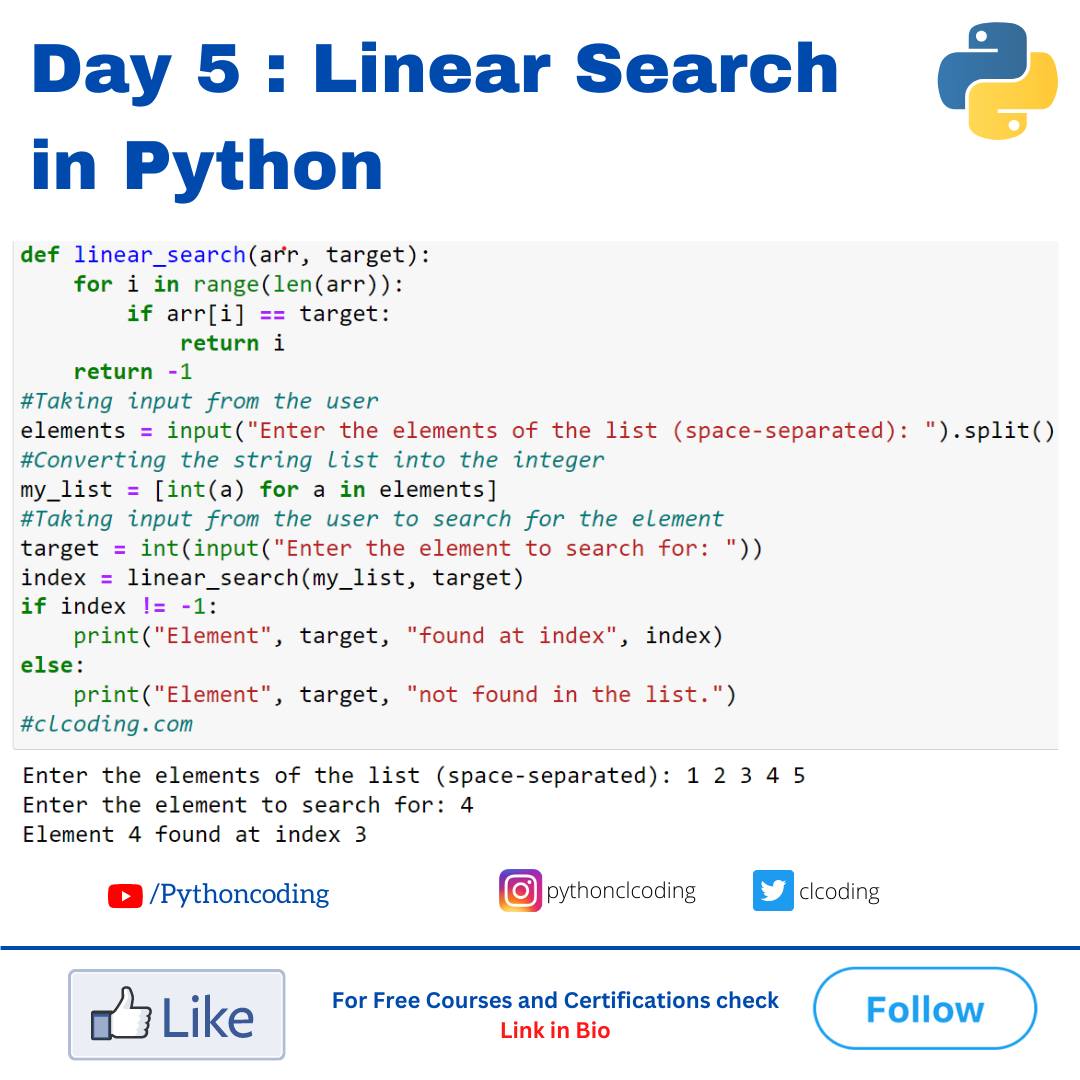 Day 5 : Linear Search
in Python
def linear_search(arr, target):
    for i in range(len(arr)):
        if arr[i] == target:
            return i
    return -1
#Taking input from the user
elements = input("Enter the elements of the list (space-separated): ").split()
#Converting the string list into the integer
my_list = [int(a) for a in elements]
#Taking input from the user to search for the element
target = int(input("Enter the element to search for: "))
index = linear_search(my_list, target)
if index != -1:
    print("Element", target, "found at index", index)
else:
    print("Element", target, "not found in the list.")
#clcoding.com
Enter the elements of the list (space-separated): 1 2 3 4 5
Enter the element to search for: 4
Element 4 found at index 3
/Pythoncoding
pythonclcoding
clcoding
Like
For Free Courses and Certifications check
Link in Bio
Follow